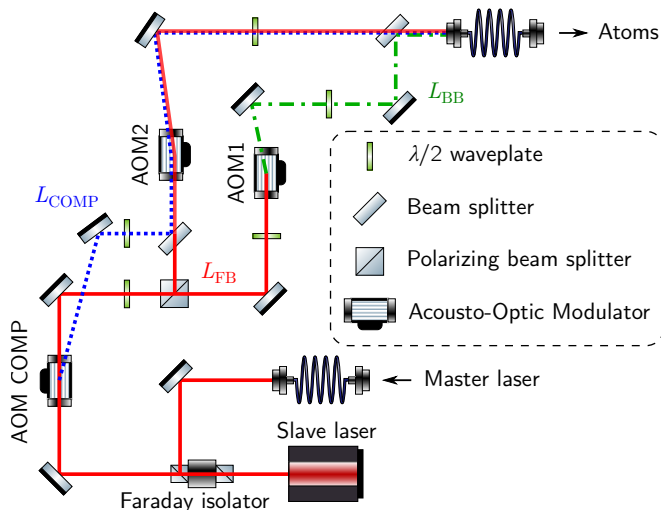 Atoms
L_BB
AOM2
AOM1
λ/2 waveplate
L_COMP
Beam splitter
L_FB
Polarizing beam splitter
Acousto-Optic Modulator
AOM COMP
Master laser
Slave laser
Faraday isolator